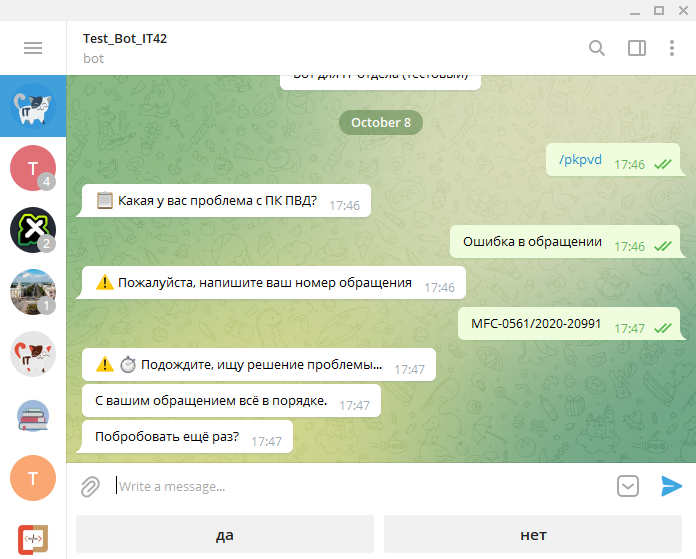 Test_Bot_IT42
bot
Бот для IT отдела (тестовый)
October 8
/pkpvd 17:46
📋 Какая у вас проблема с ПК ПВД? 17:46
Ошибка в обращении 17:46
⚠️ Пожалуйста, напишите ваш номер обращения 17:46
MFC-0561/2020-20991 17:47
⚠️ ⏱️ Подождите, ищу решение проблемы... 17:47
С вашим обращением всё в порядке. 17:47
Побробовать ещё раз? 17:47
Write a message...
да нет
IT
T 4
2
1
IT
T